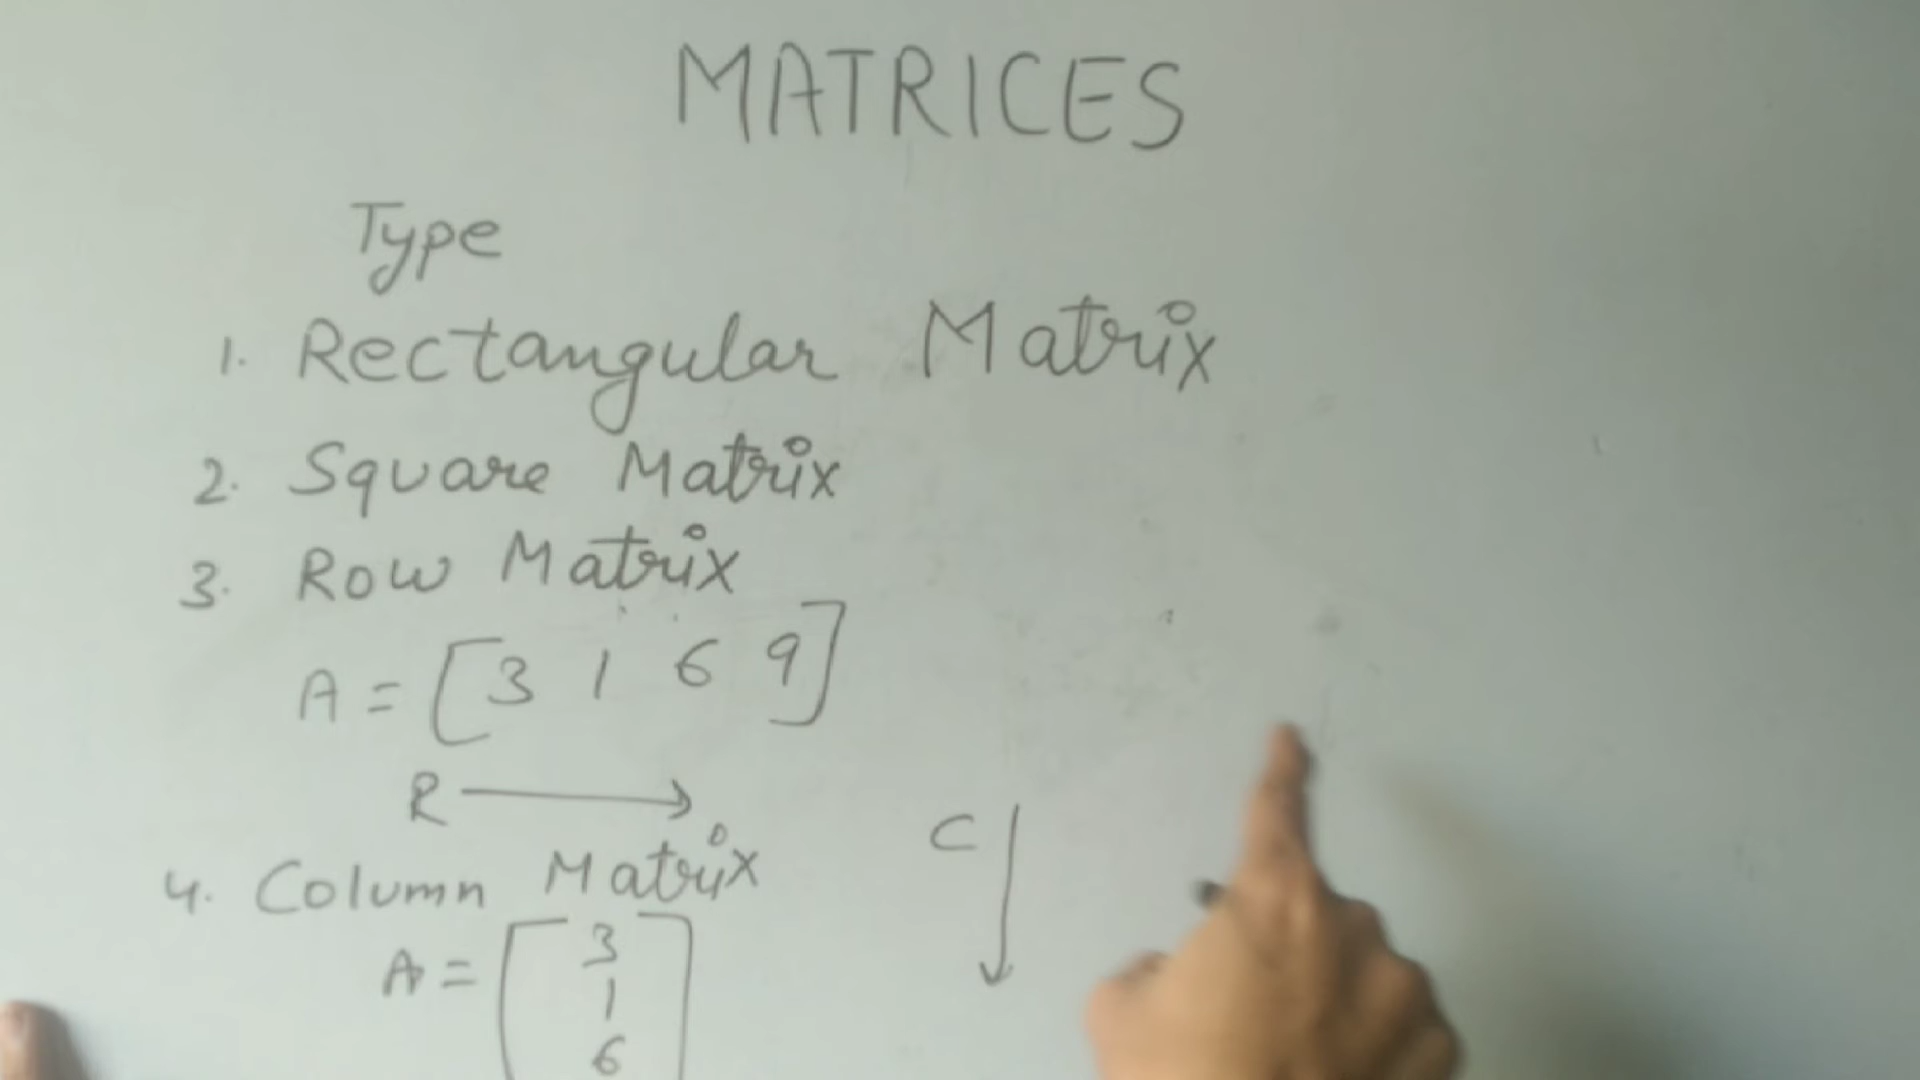 MATRICES
Type
1. Rectangular Matrix
2. Square Matrix
3. Row Matrix
A = [3 1 6 9]
R →
C ↓
4. Column Matrix
A = [3
1
6